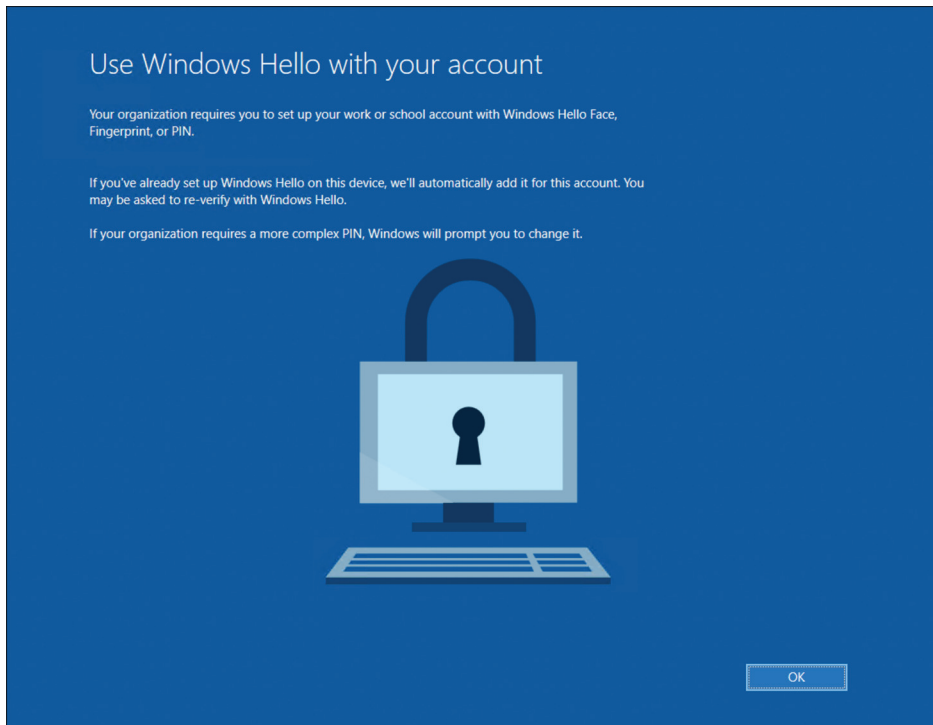 Use Windows Hello with your account
Your organization requires you to set up your work or school account with Windows Hello Face,
Fingerprint, or PIN.
If you've already set up Windows Hello on this device, we'll automatically add it for this account. You
may be asked to re-verify with Windows Hello.
If your organization requires a more complex PIN, Windows will prompt you to change it.
OK